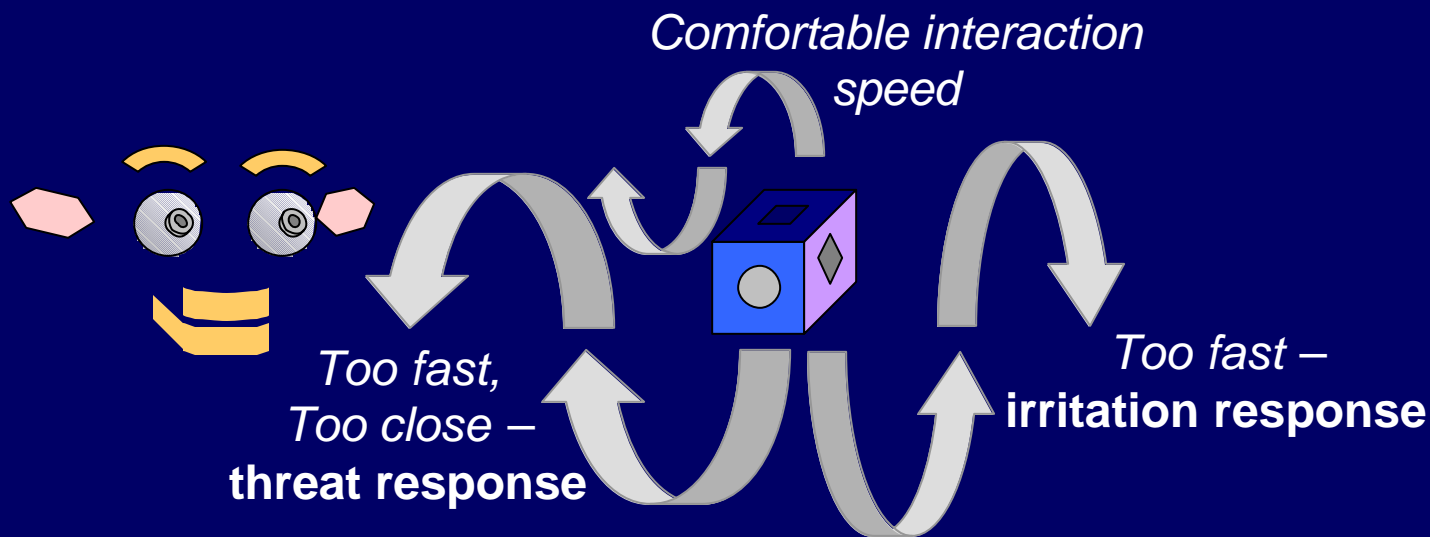 Comfortable interaction
speed
Too fast,
Too close –
threat response
Too fast –
irritation response